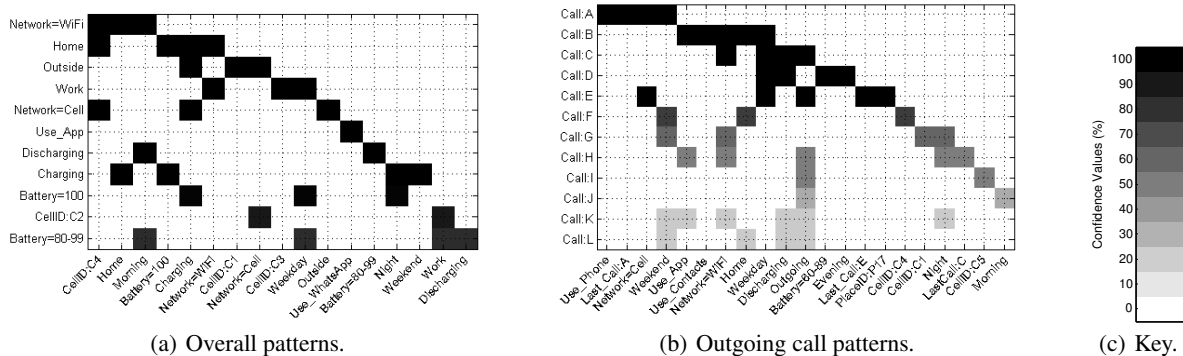 Network=WiFi
Home
Outside
Work
Network=Cell
Use_App
Discharging
Charging
Battery=100
CellID:C2
Battery=80-99
CellID:C4
Home
Morning
Battery=100
Charging
Network=WIFI
CellID:C1
Network=Cell
CellID:C3
Weekday
Outside
Use_WhatsApp
Battery=80-99
Night
Weekend
Work
Discharging
(a) Overall patterns.
Call:A
Call:B
Call:C
Call:D
Call:E
Call:F
Call:G
Call:H
Call:I
Call:J
Call:K
Call:L
Use_Phone
Last_Call:A
Network=Cell
Weekend
Use_App
Use_Contacts
Network=WIFI
Home
Weekday
Discharging
Outgoing
Battery=80-89
Evening
Last_Call:E
PlaceID:P17
CellID:C4
CellID:C1
Night
LastCall:C
CellID:C5
Morning
(b) Outgoing call patterns.
Confidence Values (%)
100
90
80
70
60
50
40
30
20
10
0
(c) Key.